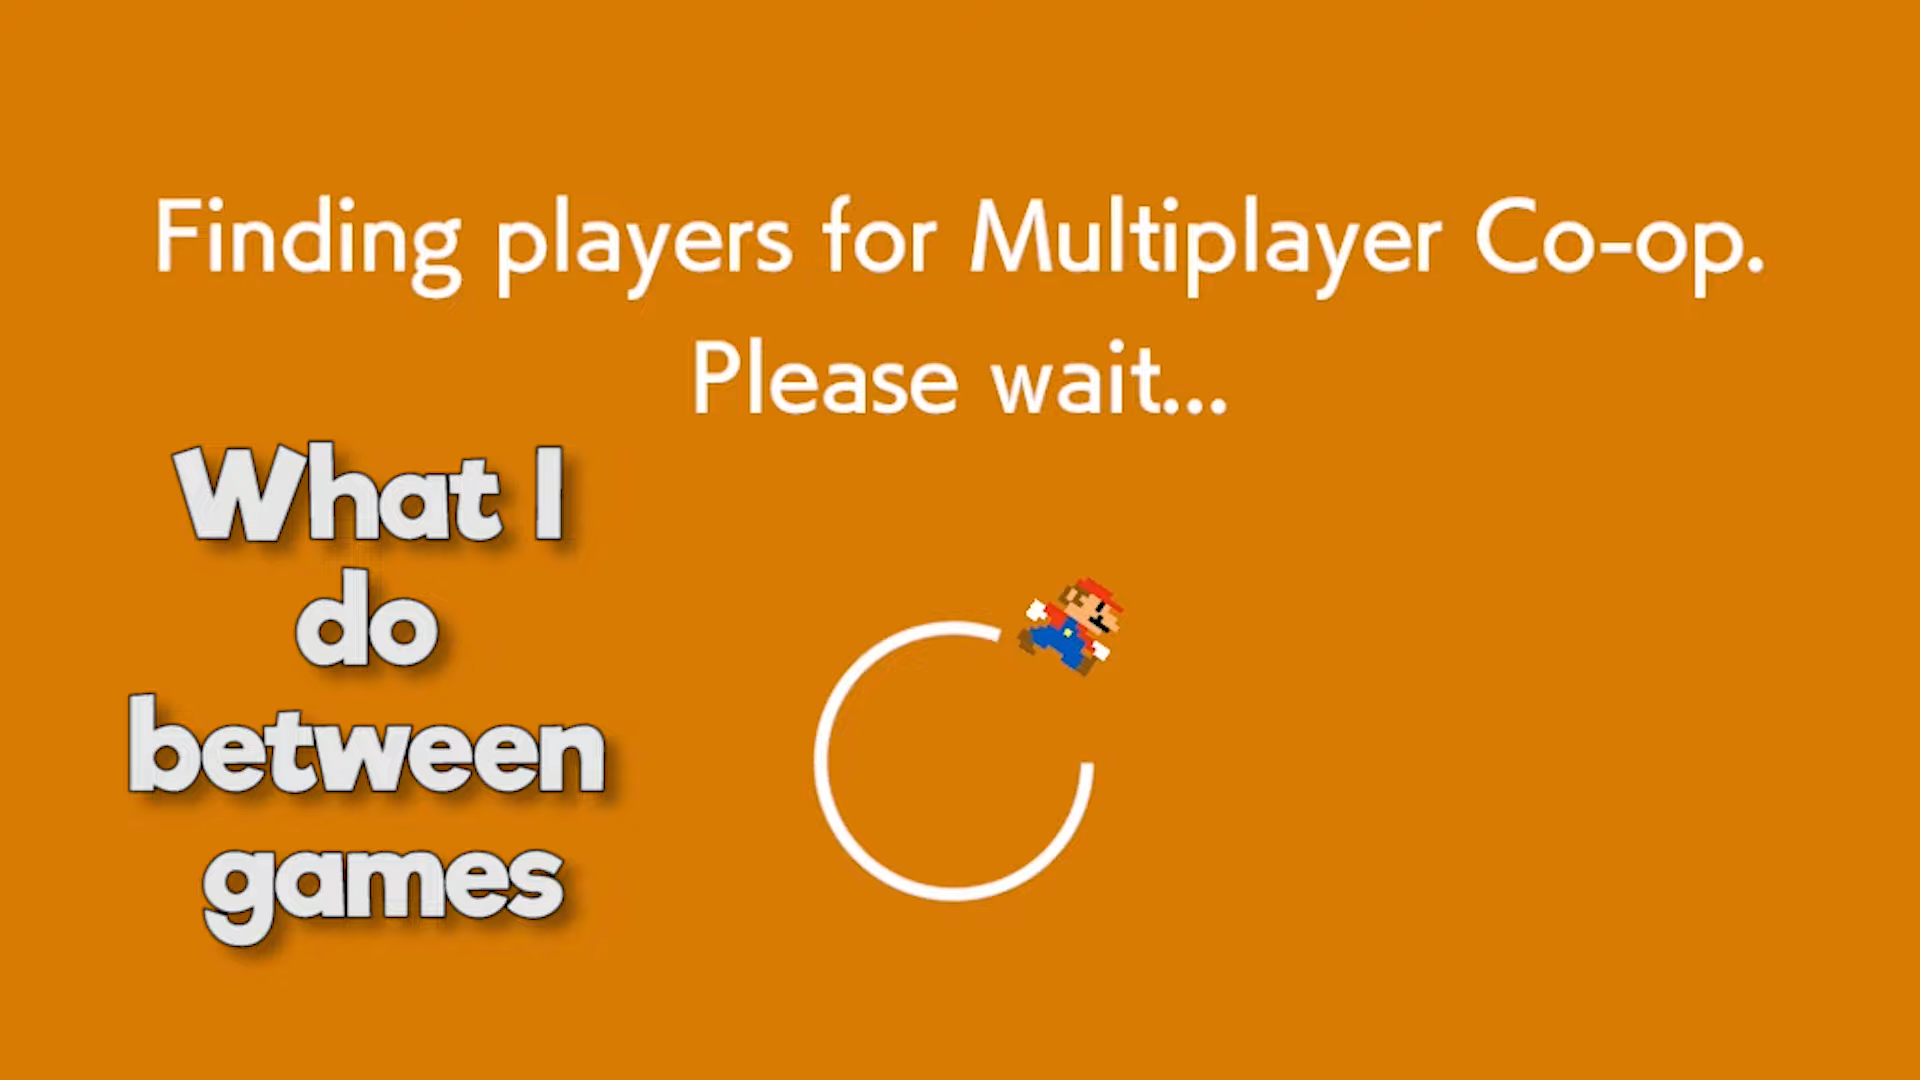 Finding players for Multiplayer Co-op.
Please wait...
What I
do
between
games